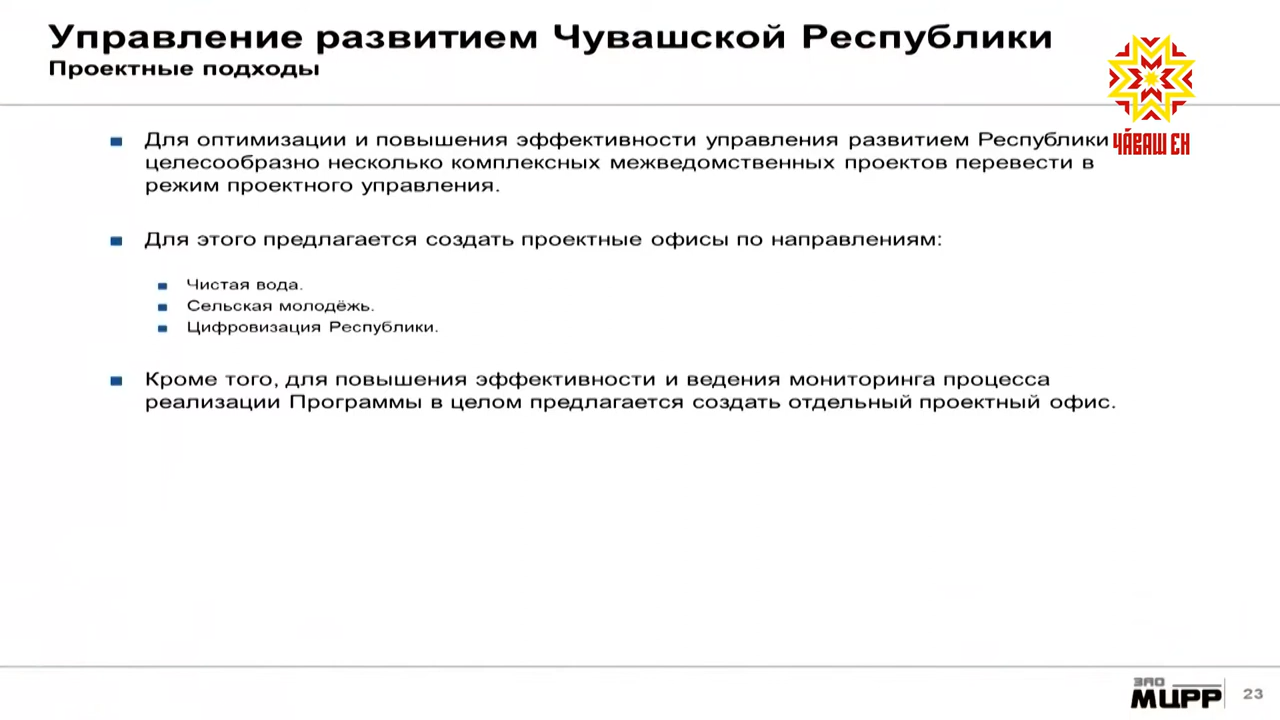 Управление развитием Чувашской Республики
Проектные подходы
Для оптимизации и повышения эффективности управления развитием Республики
целесообразно несколько комплексных межведомственных проектов перевести в
режим проектного управления.
ЧӐВАШ ЕН
Для этого предлагается создать проектные офисы по направлениям:
Чистая вода.
Сельская молодёжь.
Цифровизация Республики.
Кроме того, для повышения эффективности и ведения мониторинга процесса
реализации Программы в целом предлагается создать отдельный проектный офис.
ЗАО
МЦРР
23